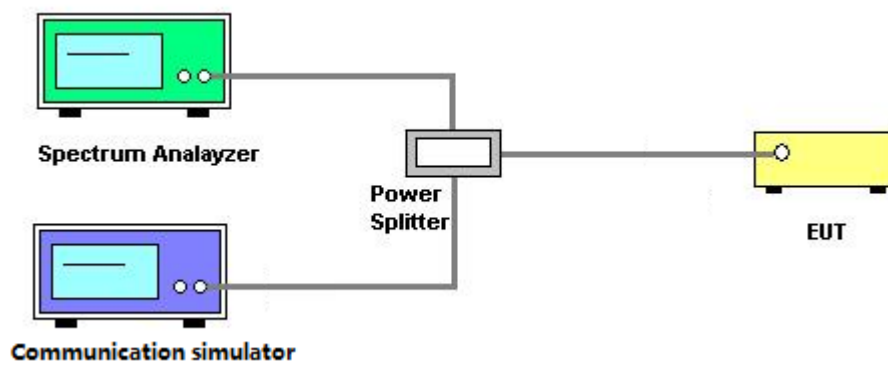 Spectrum Analayzer
Power
Splitter
EUT
Communication simulator